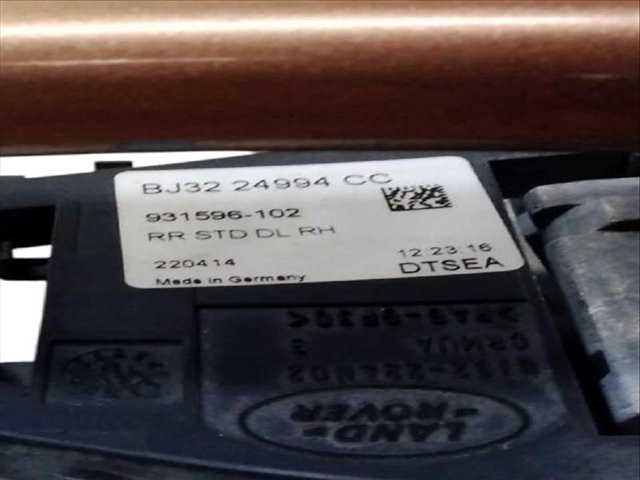 BJ32 24994 CC
931596-102
RR STD DL RH
220414
12:23:16
Made in Germany
DTSEA
LAND-
-ROVER